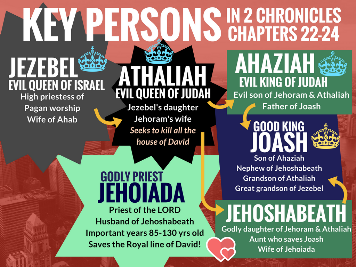 KEY PERSONS IN 2 CHRONICLES
CHAPTERS 22-24
JEZEBEL
EVIL QUEEN OF ISRAEL
High priestess of
Pagan worship
Wife of Ahab
ATHALIAH
EVIL QUEEN OF JUDAH
Jezebel's daughter
Jehoram's wife
Seeks to kill all the
house of David
AHAZIAH
EVIL KING OF JUDAH
Evil son of Jehoram & Athaliah
Father of Joash
GOOD KING
JOASH
Son of Ahaziah
Nephew of Jehoshabeath
Grandson of Athaliah
Great grandson of Jezebel
GODLY PRIEST
JEHOIADA
Priest of the LORD
Husband of Jehoshabeath
Important years 85-130 yrs old
Saves the Royal line of David!
JEHOSHABEATH
Godly daughter of Jehoram & Athaliah
Aunt who saves Joash
Wife of Jehoiada